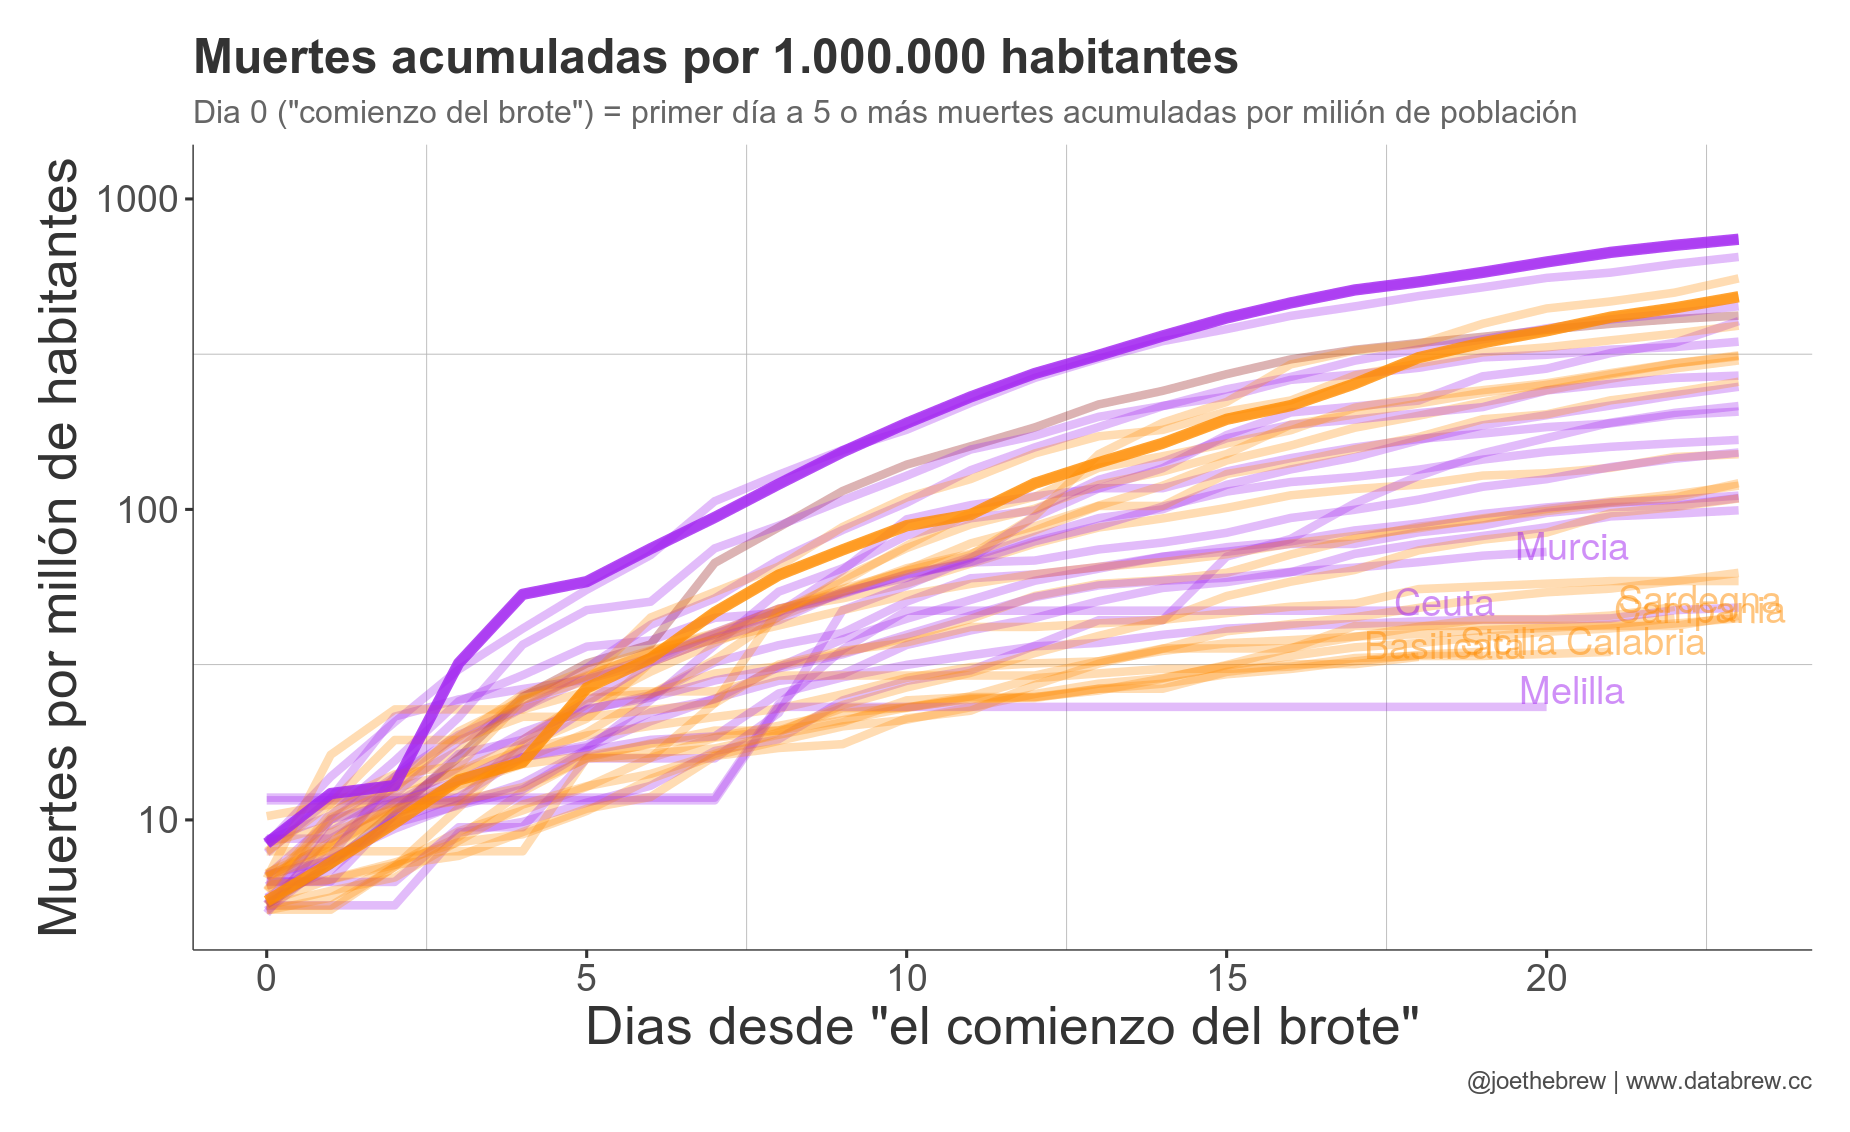 Muertes acumuladas por 1.000.000 habitantes
Dia 0 ("comienzo del brote") = primer día a 5 o más muertes acumuladas por milión de población
Muertes por millón de habitantes
1000
100
10
Murcia
Ceuta
Sardegna
Campania
Basilicata
Sicilia
Calabria
Melilla
0 5 10 15 20
Dias desde "el comienzo del brote"
@joethebrew | www.databrew.cc